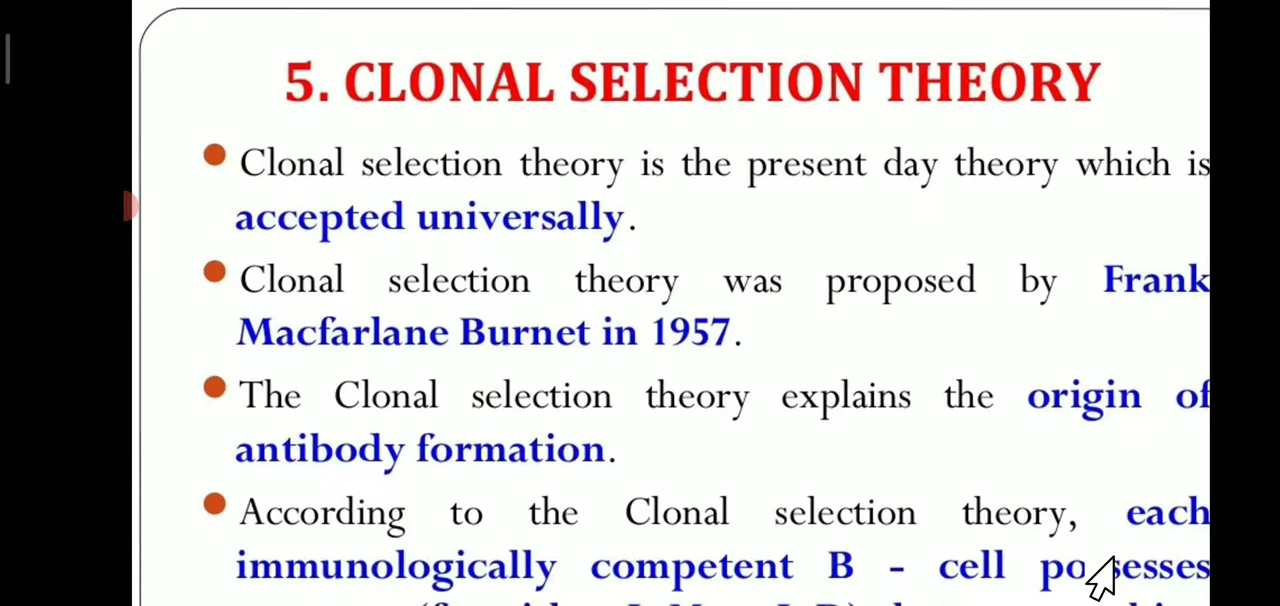 5. CLONAL SELECTION THEORY
Clonal selection theory is the present day theory which is
accepted universally.
Clonal selection theory was proposed by Frank
Macfarlane Burnet in 1957.
The Clonal selection theory explains the origin of
antibody formation.
According to the Clonal selection theory, each
immunologically competent B - cell possesses